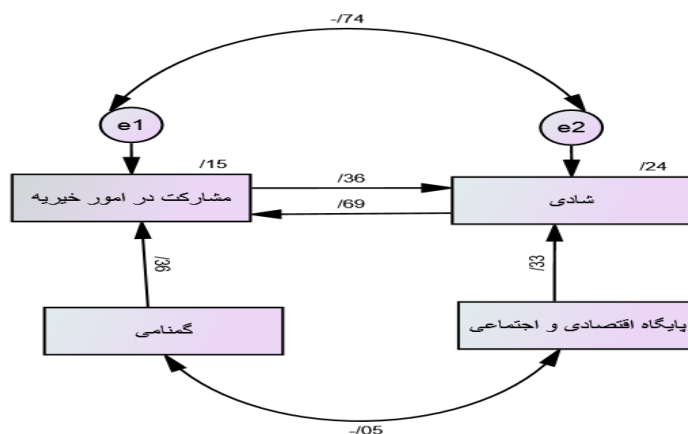 -/74
e1
e2
/15
/24
مشارکت در امور خیریه
/36
شادی
/69
/36
/33
گمنامی
پایگاه اقتصادی و اجتماعی
-/05